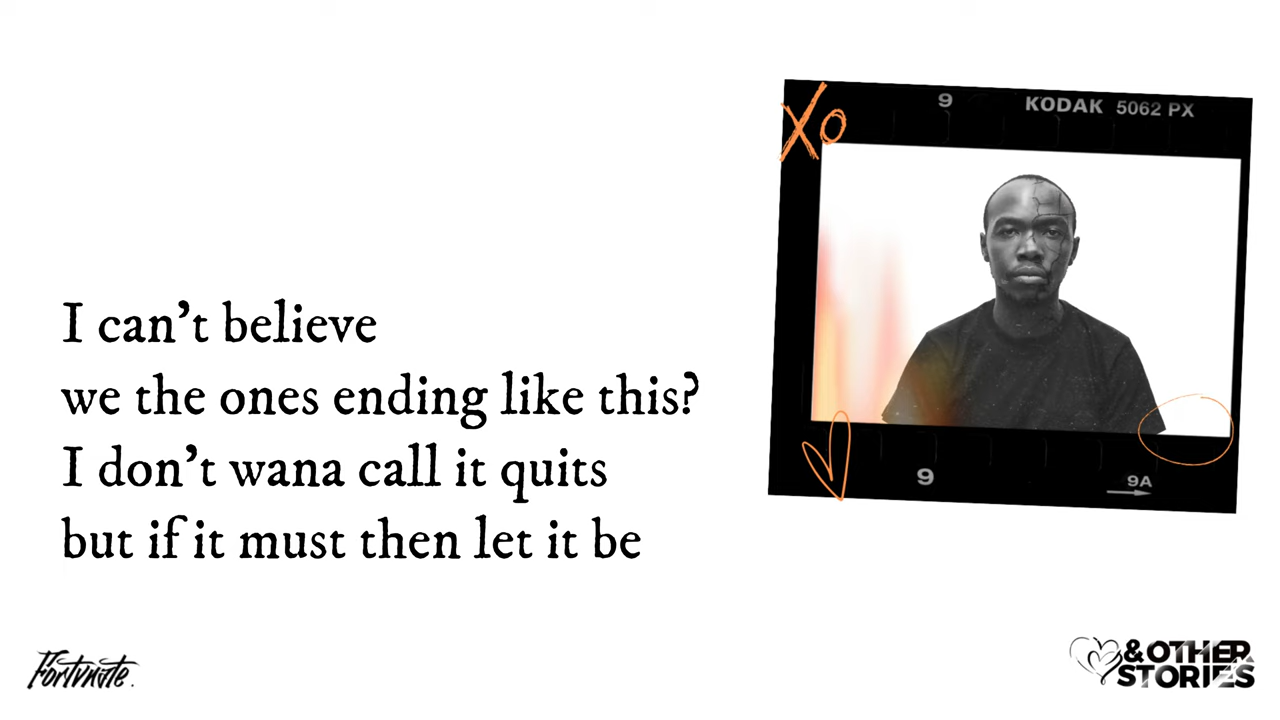 I can't believe
we the ones ending like this?
I don't wana call it quits
but if it must then let it be
XO
9
KODAK 5062 PX
9
9A
Fortunate.
& OTHER
STORIES